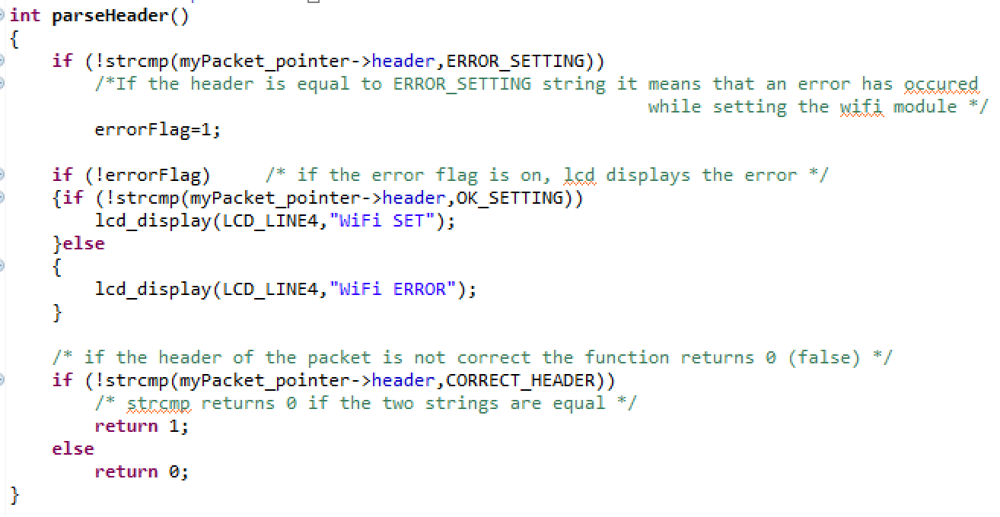 int parseHeader()
{
    if (!strcmp(myPacket_pointer->header,ERROR_SETTING))
        /*If the header is equal to ERROR_SETTING string it means that an error has occured
                                                            while setting the wifi module */
        errorFlag=1;

    if (!errorFlag)     /* if the error flag is on, lcd displays the error */
    {if (!strcmp(myPacket_pointer->header,OK_SETTING))
        lcd_display(LCD_LINE4,"WiFi SET");
    }else
    {
        lcd_display(LCD_LINE4,"WiFi ERROR");
    }

    /* if the header of the packet is not correct the function returns 0 (false) */
    if (!strcmp(myPacket_pointer->header,CORRECT_HEADER))
        /* strcmp returns 0 if the two strings are equal */
        return 1;
    else
        return 0;
}